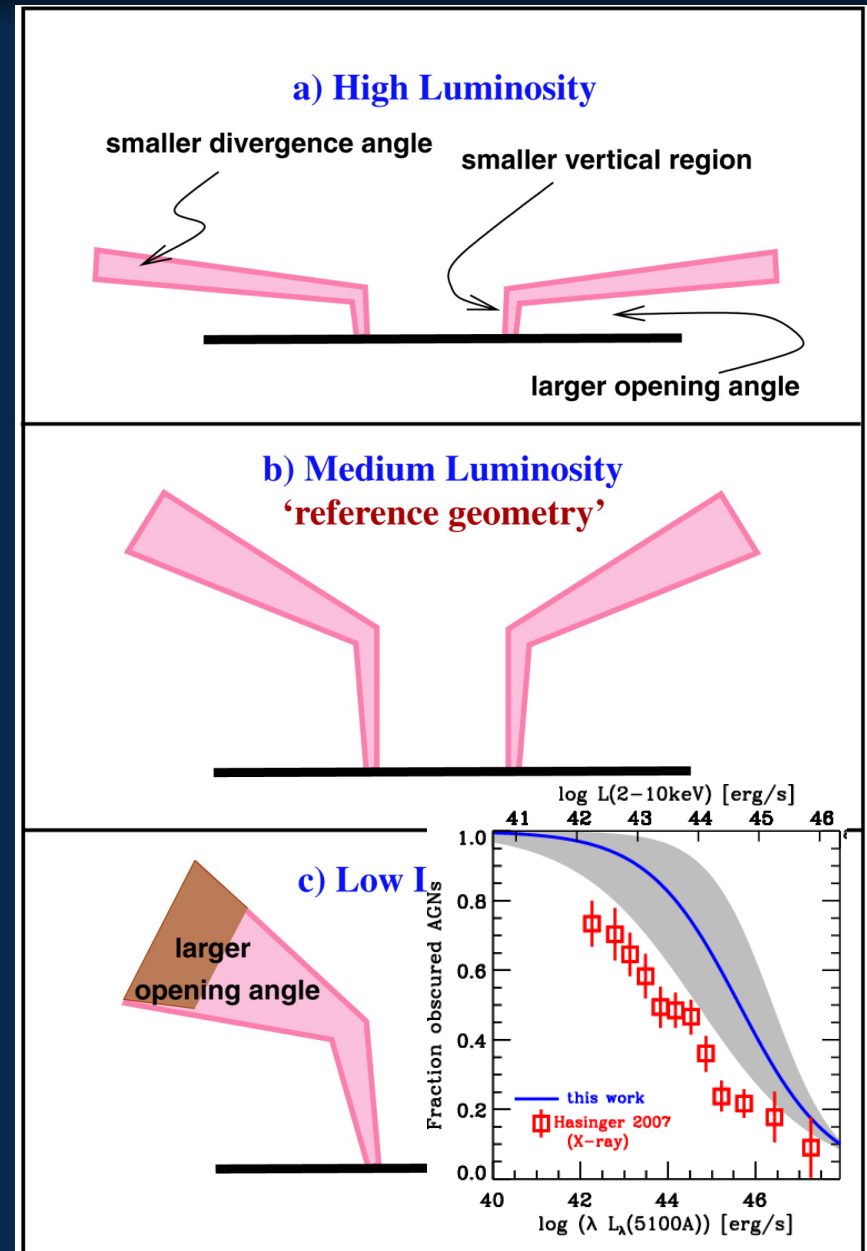 a) High Luminosity
smaller divergence angle
smaller vertical region
larger opening angle
b) Medium Luminosity
‘reference geometry’
c) Low
larger
opening angle
log L(2−10keV) [erg/s]
41 42 43 44 45 46
1.0
0.8
0.6
0.4
0.2
0.0
Fraction obscured AGNs
this work
Hasinger 2007
(X-ray)
40 42 44 46
log (λ L_λ(5100A)) [erg/s]